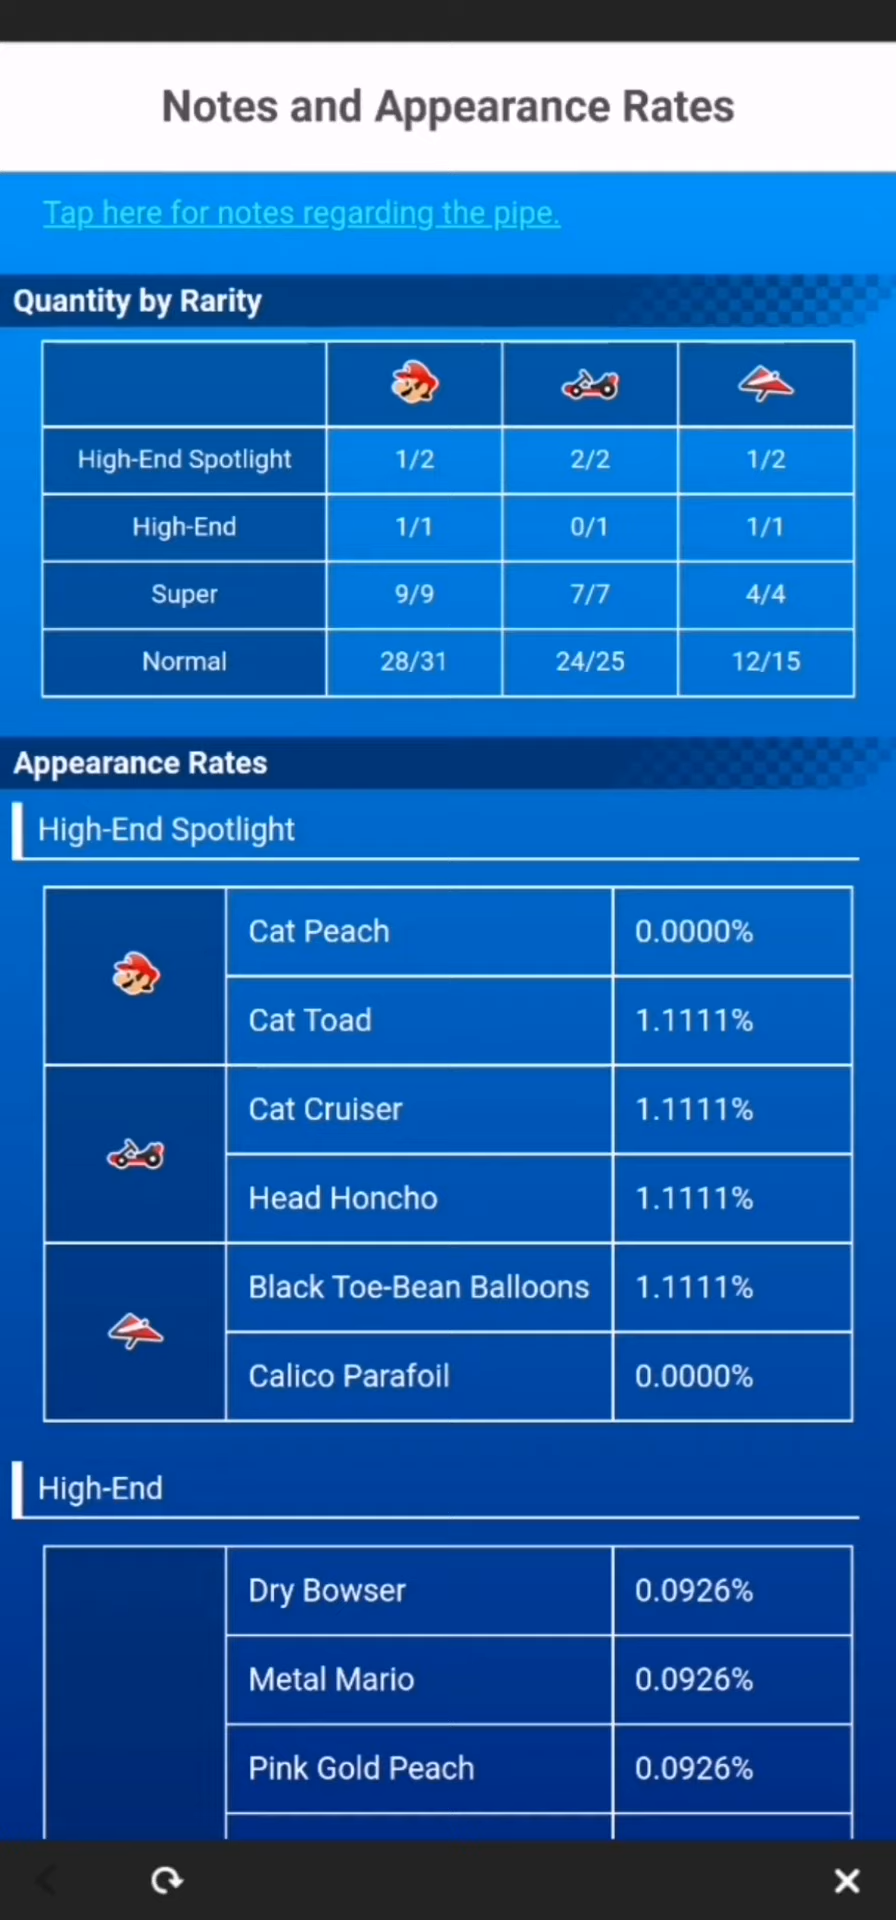 Notes and Appearance Rates
Tap here for notes regarding the pipe.
Quantity by Rarity
High-End Spotlight 1/2 2/2 1/2
High-End 1/1 0/1 1/1
Super 9/9 7/7 4/4
Normal 28/31 24/25 12/15
Appearance Rates
High-End Spotlight
Cat Peach 0.0000%
Cat Toad 1.1111%
Cat Cruiser 1.1111%
Head Honcho 1.1111%
Black Toe-Bean Balloons 1.1111%
Calico Parafoil 0.0000%
High-End
Dry Bowser 0.0926%
Metal Mario 0.0926%
Pink Gold Peach 0.0926%